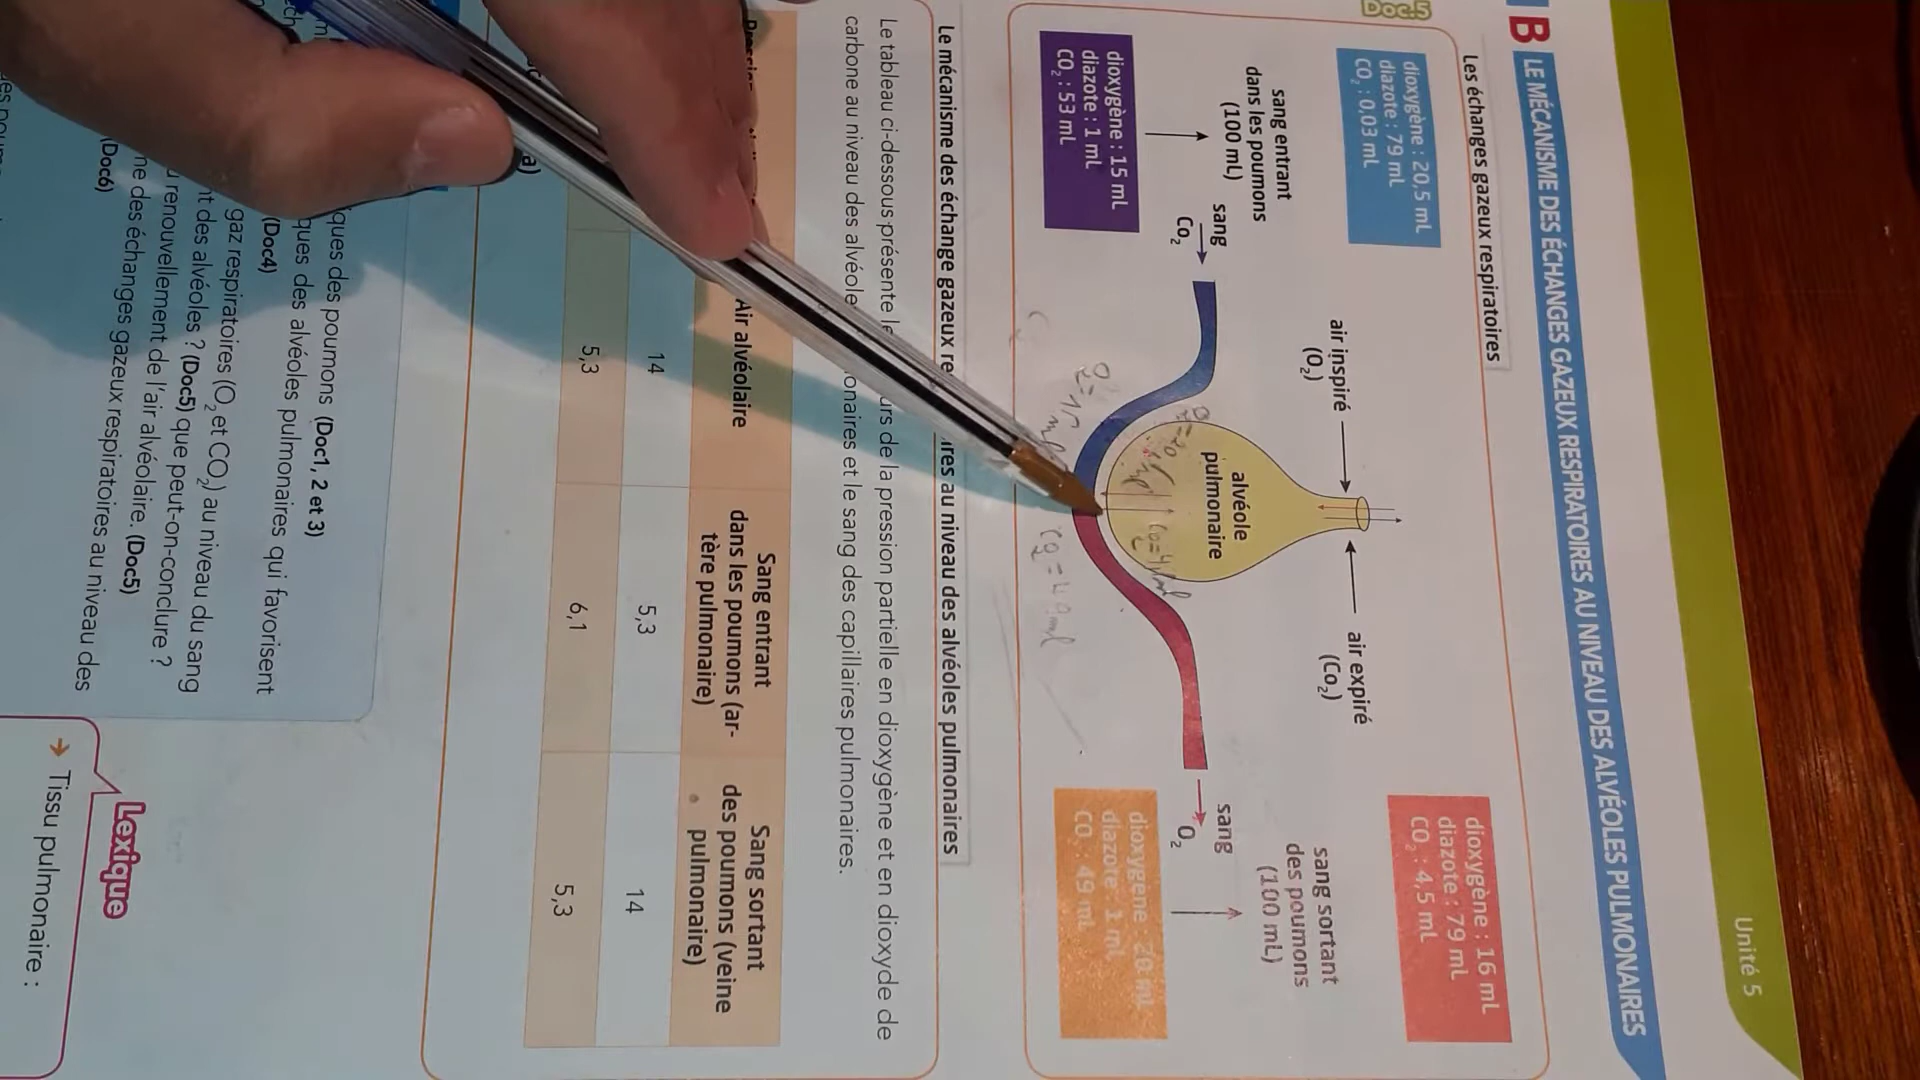 Unité 5
B LE MÉCANISME DES ÉCHANGES GAZEUX RESPIRATOIRES AU NIVEAU DES ALVÉOLES PULMONAIRES
Les échanges gazeux respiratoires
Doc.5
dioxygène : 20,5 mL
diazote : 79 mL
CO₂ : 0,03 mL
air inspiré
(O₂)
air expiré
(Co₂)
dioxygène : 16 mL
diazote : 79 mL
CO₂ : 4,5 mL
sang entrant
dans les poumons
(100 mL)
sang
Co₂
alvéole
pulmonaire
sang
O₂
sang sortant
des poumons
(100 mL)
dioxygène : 15 mL
diazote : 1 mL
CO₂ : 53 mL
dioxygène : 20 mL
diazote : 1 mL
CO₂ : 49 mL
Le mécanisme des échange gazeux au niveau des alvéoles pulmonaires
Le tableau ci-dessous présente de la pression partielle en dioxygène et en dioxyde de
carbone au niveau des et le sang des capillaires pulmonaires.
Air alvéolaire
Sang entrant
dans les poumons (ar-
tère pulmonaire)
Sang sortant
des poumons (veine
pulmonaire)
14 5,3 14
5,3 6,1 5,3
des poumons (Doc1, 2 et 3)
des alvéoles pulmonaires qui favorisent
(Doc4)
gaz respiratoires (O₂ et CO₂) au niveau du sang
des alvéoles ? (Doc5) que peut-on-conclure ?
renouvellement de l'air alvéolaire. (Doc5)
des échanges gazeux respiratoires au niveau des
(Doc6)
Lexique
→ Tissu pulmonaire :